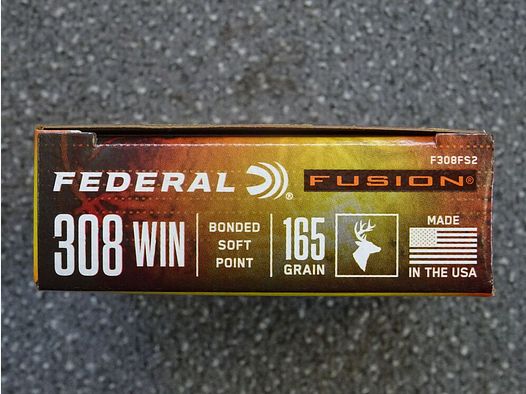 F308FS2
FEDERAL® FUSION®
308 WIN
BONDED
SOFT
POINT
165
GRAIN
MADE
IN THE USA